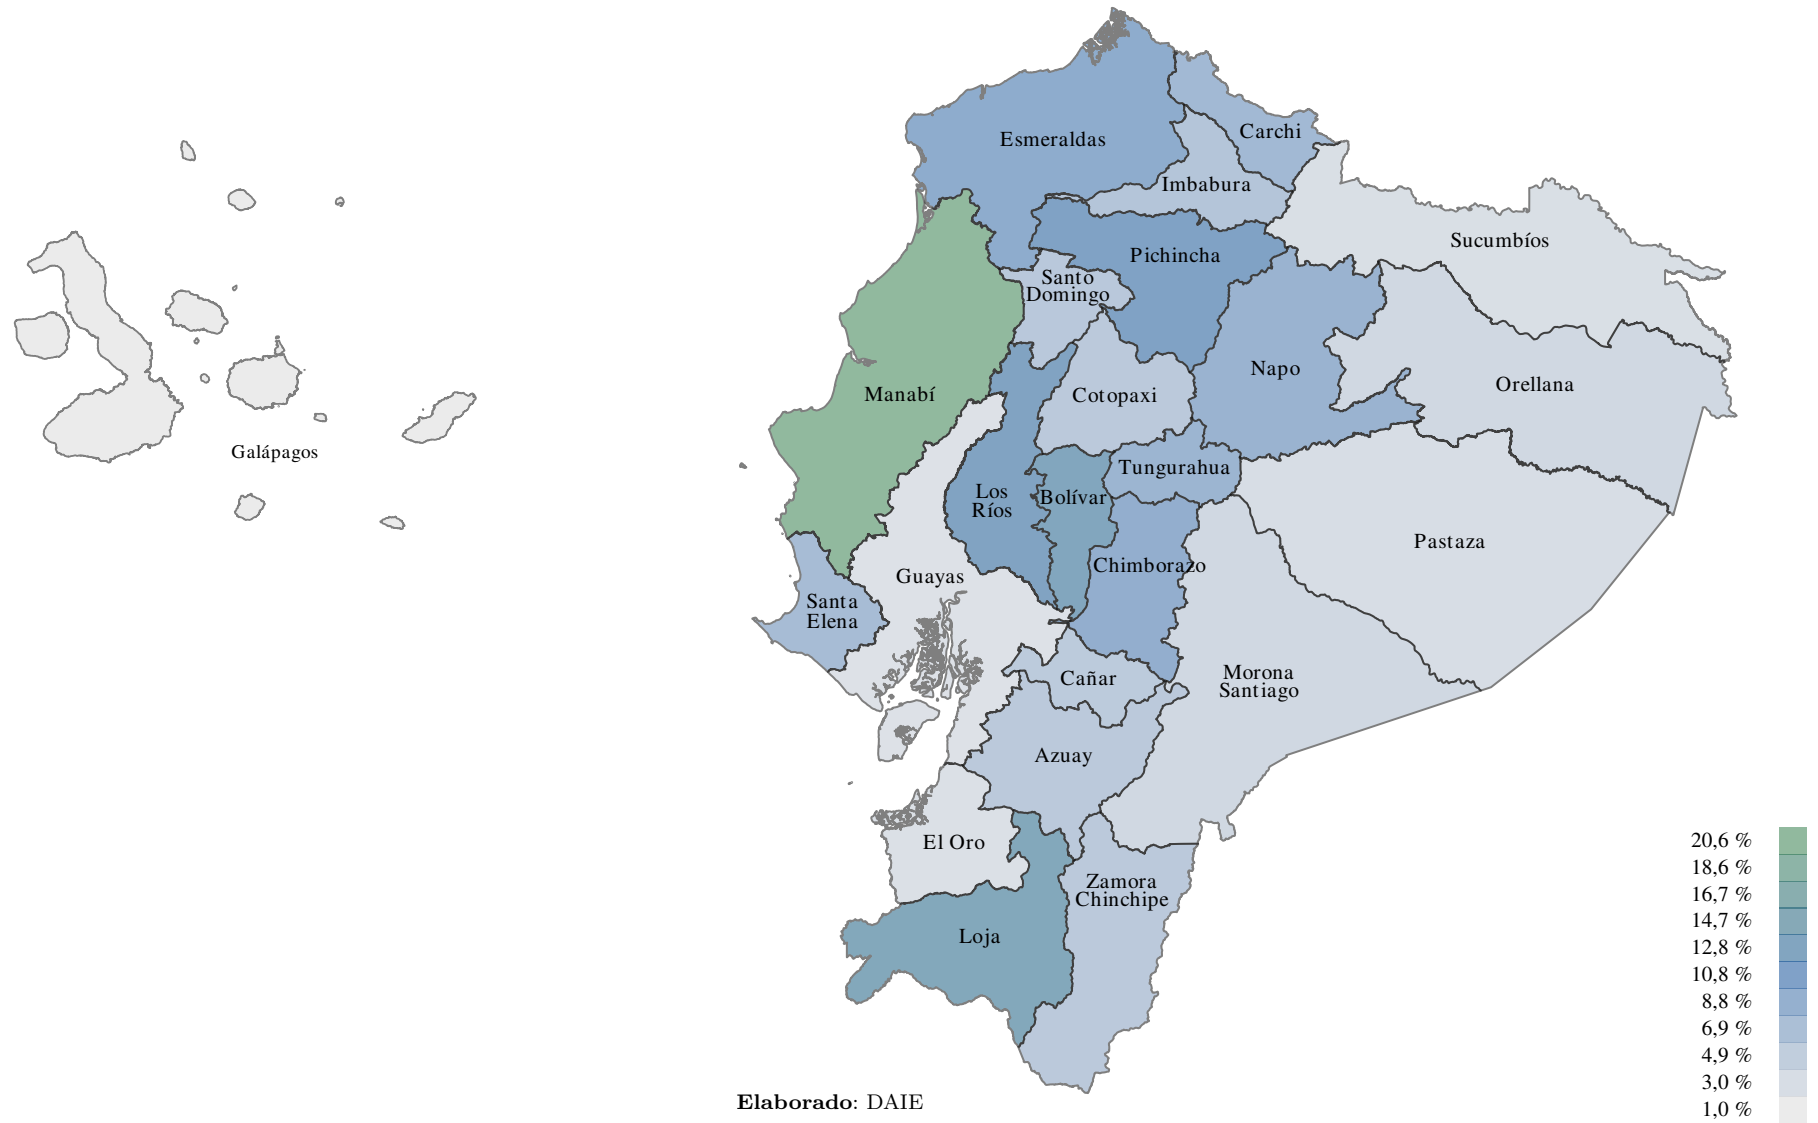 Esmeraldas
Carchi
Imbabura
Sucumbíos
Pichincha
Santo
Domingo
Napo
Orellana
Manabí
Cotopaxi
Galápagos
Tungurahua
Los
Ríos
Bolívar
Pastaza
Chimborazo
Guayas
Santa
Elena
Cañar
Morona
Santiago
Azuay
El Oro
Zamora
Chinchipe
Loja
20,6 %
18,6 %
16,7 %
14,7 %
12,8 %
10,8 %
8,8 %
6,9 %
4,9 %
3,0 %
1,0 %
Elaborado: DAIE